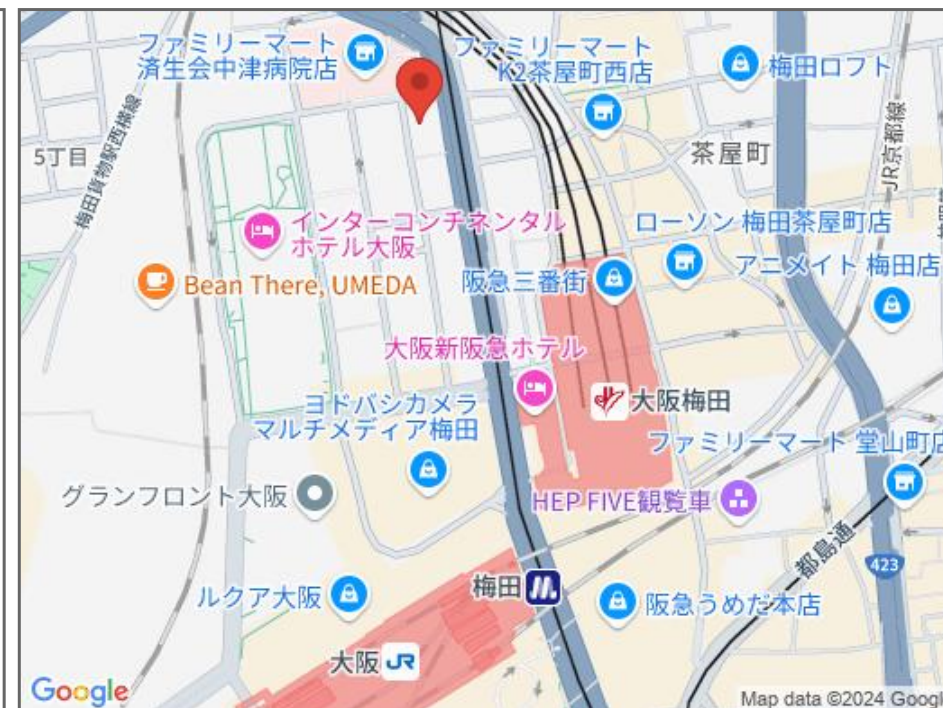 ファミリーマート
済生会中津病院店
ファミリーマート
K2茶屋町西店
梅田ロフト
5丁目
梅田貨物駅西横線
茶屋町
JR京都線
インターコンチネンタル
ホテル大阪
ローソン 梅田茶屋町店
Bean There, UMEDA
阪急三番街
アニメイト 梅田店
大阪新阪急ホテル
ヨドバシカメラ
マルチメディア梅田
大阪梅田
ファミリーマート 堂山町店
グランフロント大阪
HEP FIVE観覧車
都島通
423
梅田
ルクア大阪
阪急うめだ本店
大阪 JR
Google
Map data ©2024 Googl